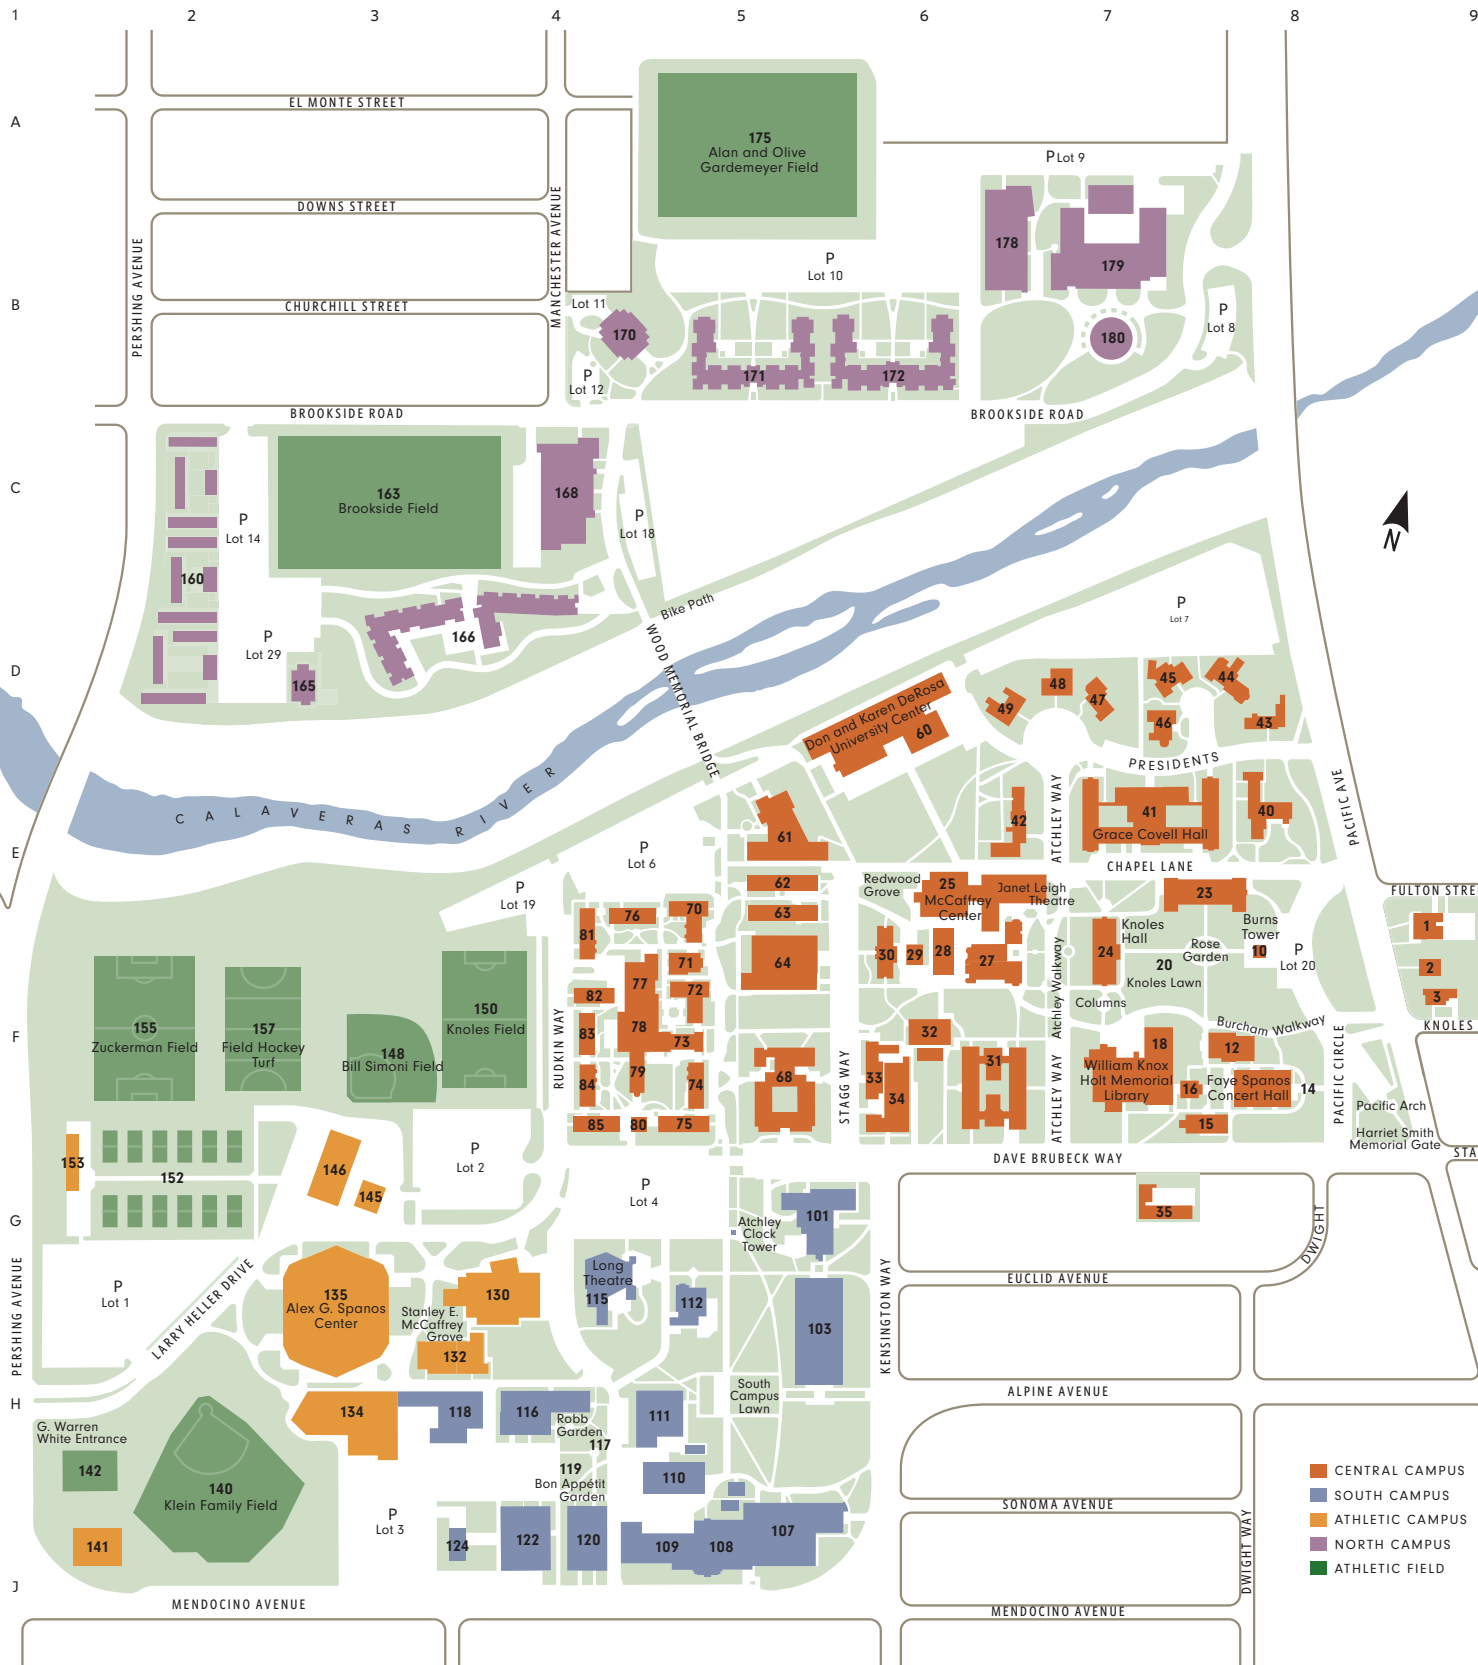 1 2 3 4 5 6 7 8 9
EL MONTE STREET
A
175
Alan and Olive
Gardemeyer Field
P Lot 9
DOWNS STREET
MANCHESTER AVENUE
PERSHING AVENUE
178
179
P
Lot 10
B
CHURCHILL STREET
Lot 11
170
P
Lot 8
180
171
172
P
Lot 12
BROOKSIDE ROAD
BROOKSIDE ROAD
C
163
Brookside Field
168
P
Lot 14
P
Lot 18
N
160
Bike Path
P
Lot 7
166
P
Lot 29
WOOD MEMORIAL BRIDGE
D
165
Don and Karen DeRosa
University Center
60
49
48
47
45
44
46
43
PRESIDENTS
CALAVERAS RIVER
PACIFIC AVE
ATCHLEY WAY
42
41
Grace Covell Hall
40
61
E
P
Lot 6
CHAPEL LANE
P
Lot 19
62
63
Redwood
Grove
25
McCaffrey
Center
Janet Leigh
Theatre
23
FULTON STRE
70
76
81
Knoles
Hall
Burns
Tower
1
30
29
28
27
24
Rose
Garden
10
P
Lot 20
64
71
77
20
Knoles Lawn
2
82
72
Columns
3
150
Knoles Field
155
Zuckerman Field
157
Field Hockey
Turf
148
Bill Simoni Field
RUDKIN WAY
83
78
73
F
32
Atchley Walkway
Burcham Walkway
KNOLES
18
12
William Knox
Holt Memorial
Library
16
Faye Spanos
Concert Hall
14
PACIFIC CIRCLE
84
79
74
68
STAGG WAY
33
34
31
ATCHLEY WAY
Pacific Arch
85
80
75
15
Harriet Smith
Memorial Gate
153
P
Lot 2
DAVE BRUBECK WAY
STA
152
146
145
P
Lot 4
G
101
Atchley
Clock
Tower
35
DWIGHT
PERSHING AVENUE
P
Lot 1
LARRY HELLER DRIVE
Long
Theatre
115
EUCLID AVENUE
135
Alex G. Spanos
Center
130
112
Stanley E.
McCaffrey
Grove
132
103
KENSINGTON WAY
South
Campus
Lawn
ALPINE AVENUE
H
134
118
116
Robb
Garden
117
111
G. Warren
White Entrance
142
119
Bon Appétit
Garden
110
140
Klein Family Field
P
Lot 3
CENTRAL CAMPUS
SOUTH CAMPUS
SONOMA AVENUE
ATHLETIC CAMPUS
141
124
122
120
109
108
107
NORTH CAMPUS
ATHLETIC FIELD
DWIGHT WAY
J
MENDOCINO AVENUE
MENDOCINO AVENUE